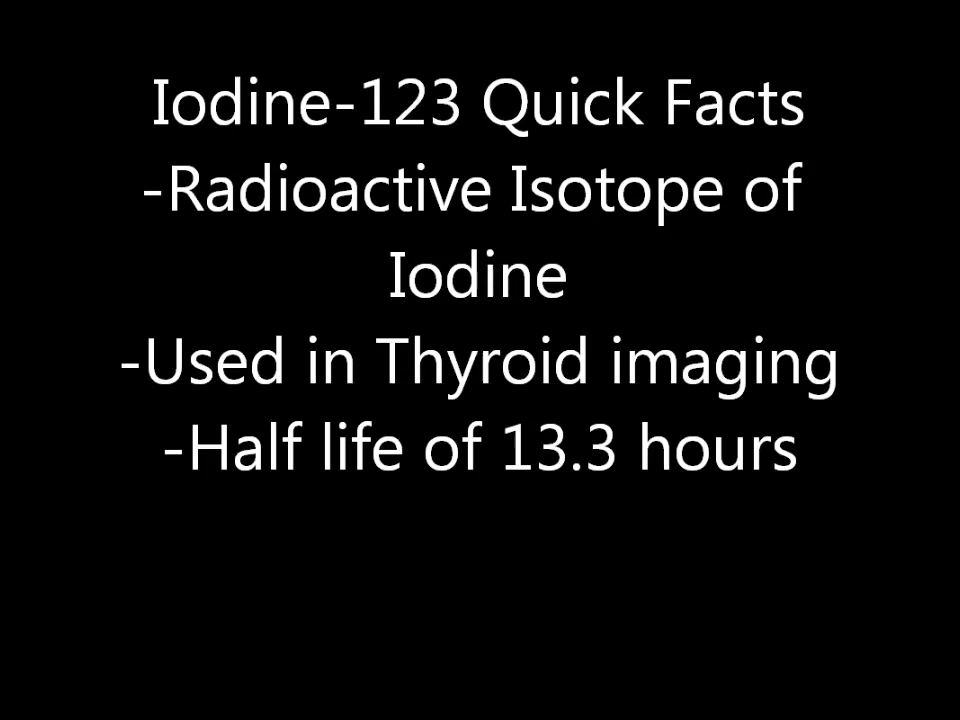 Iodine-123 Quick Facts
-Radioactive Isotope of
Iodine
-Used in Thyroid imaging
-Half life of 13.3 hours